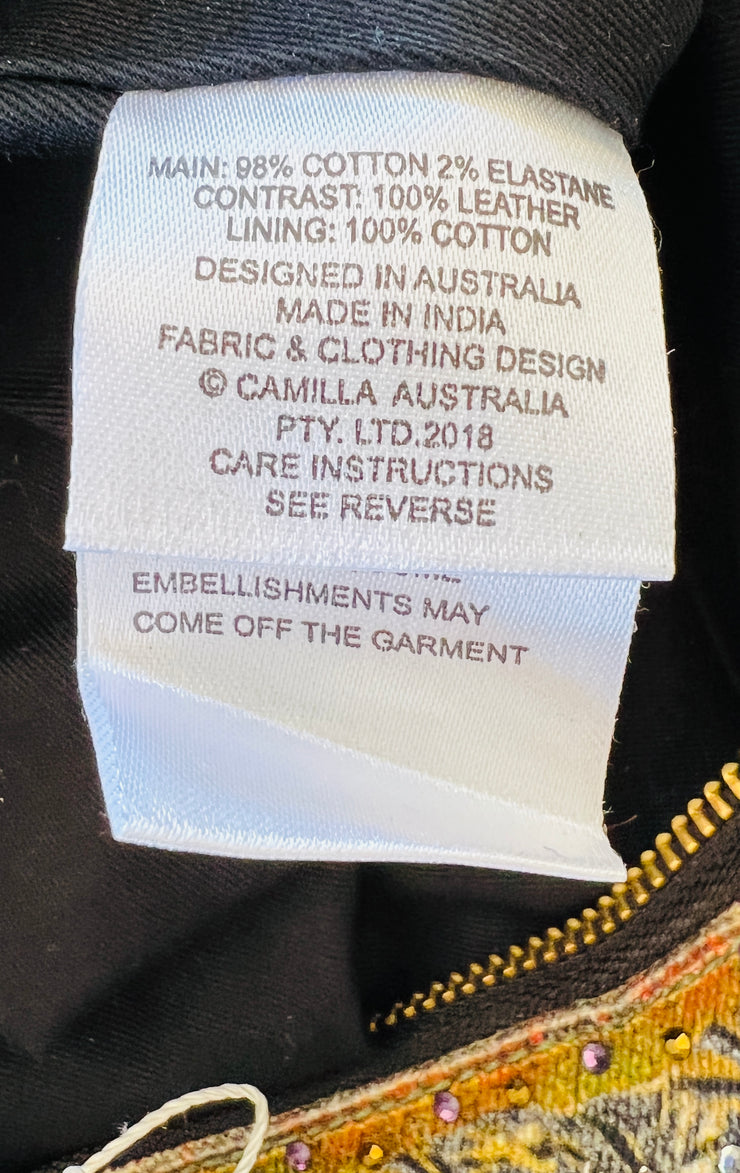 MAIN: 98% COTTON 2% ELASTANE
CONTRAST: 100% LEATHER
LINING: 100% COTTON
DESIGNED IN AUSTRALIA
MADE IN INDIA
FABRIC & CLOTHING DESIGN
© CAMILLA AUSTRALIA
PTY. LTD.2018
CARE INSTRUCTIONS
SEE REVERSE
EMBELLISHMENTS MAY
COME OFF THE GARMENT